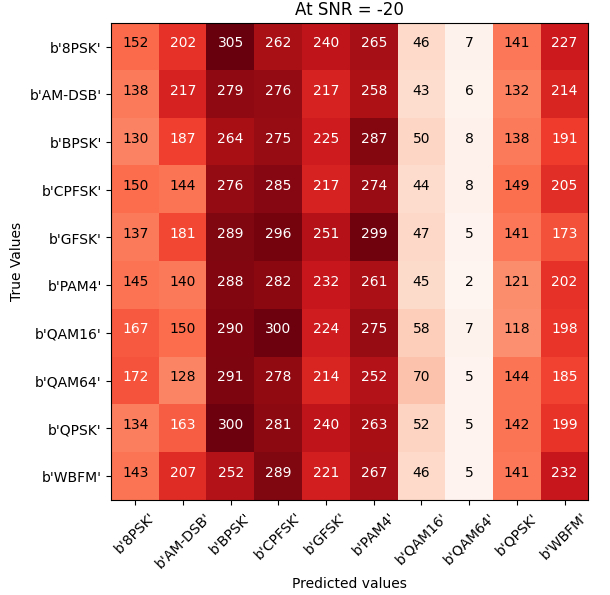 At SNR = -20
True Values
b'8PSK' 152 202 305 262 240 265 46 7 141 227
b'AM-DSB' 138 217 279 276 217 258 43 6 132 214
b'BPSK' 130 187 264 275 225 287 50 8 138 191
b'CPFSK' 150 144 276 285 217 274 44 8 149 205
b'GFSK' 137 181 289 296 251 299 47 5 141 173
b'PAM4' 145 140 288 282 232 261 45 2 121 202
b'QAM16' 167 150 290 300 224 275 58 7 118 198
b'QAM64' 172 128 291 278 214 252 70 5 144 185
b'QPSK' 134 163 300 281 240 263 52 5 142 199
b'WBFM' 143 207 252 289 221 267 46 5 141 232
b'8PSK' b'AM-DSB' b'BPSK' b'CPFSK' b'GFSK' b'PAM4' b'QAM16' b'QAM64' b'QPSK' b'WBFM'
Predicted values